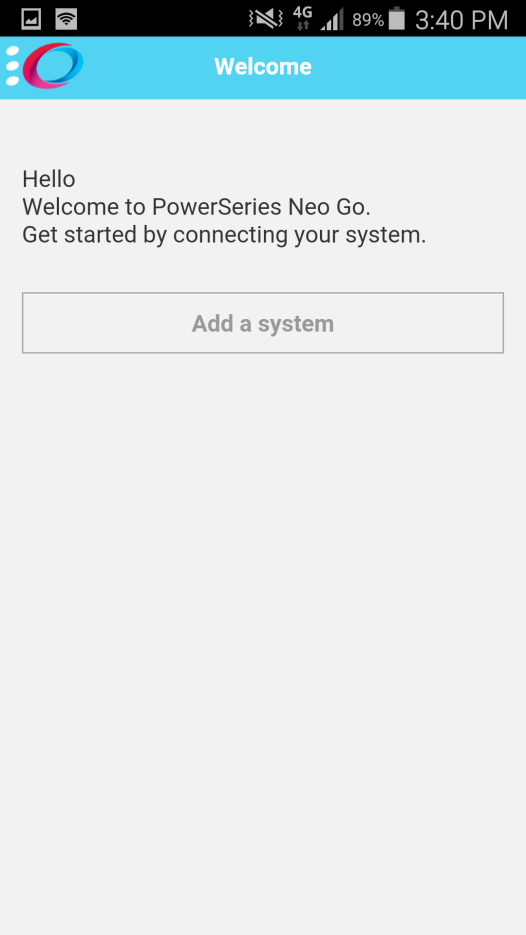 4G 89% 3:40 PM
Welcome
Hello
Welcome to PowerSeries Neo Go.
Get started by connecting your system.
Add a system